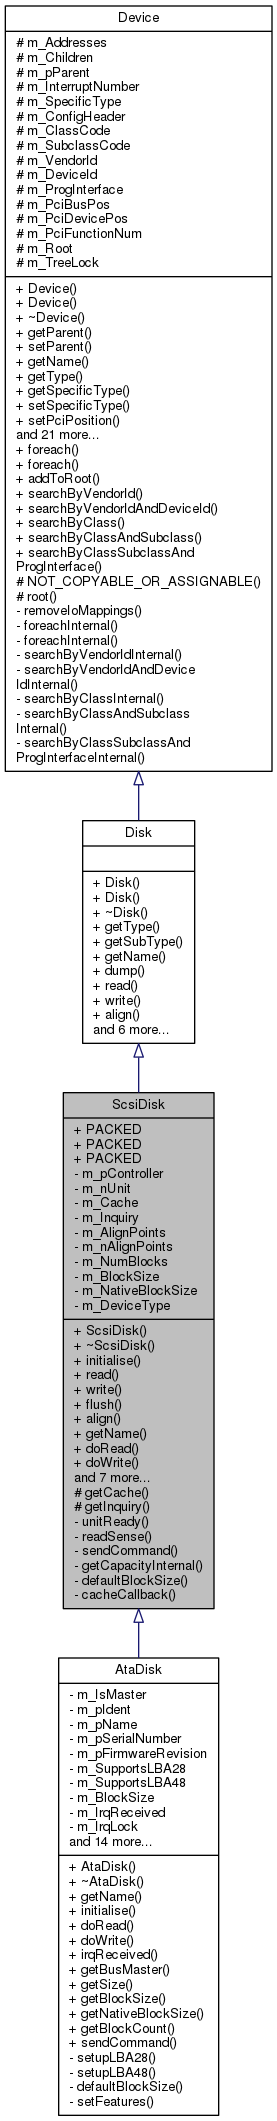 Device
# m_Addresses
# m_Children
# m_pParent
# m_InterruptNumber
# m_SpecificType
# m_ConfigHeader
# m_ClassCode
# m_SubclassCode
# m_VendorId
# m_DeviceId
# m_ProgInterface
# m_PciBusPos
# m_PciDevicePos
# m_PciFunctionNum
# m_Root
# m_TreeLock
+ Device()
+ Device()
+ ~Device()
+ getParent()
+ setParent()
+ getName()
+ getType()
+ getSpecificType()
+ setSpecificType()
+ setPciPosition()
and 21 more...
+ foreach()
+ foreach()
+ addToRoot()
+ searchByVendorId()
+ searchByVendorIdAndDeviceId()
+ searchByClass()
+ searchByClassAndSubclass()
+ searchByClassSubclassAnd
ProgInterface()
# NOT_COPYABLE_OR_ASSIGNABLE()
# root()
- removeIoMappings()
- foreachInternal()
- foreachInternal()
- searchByVendorIdInternal()
- searchByVendorIdAndDevice
IdInternal()
- searchByClassInternal()
- searchByClassAndSubclass
Internal()
- searchByClassSubclassAnd
ProgInterfaceInternal()
Disk
+ Disk()
+ Disk()
+ ~Disk()
+ getType()
+ getSubType()
+ getName()
+ dump()
+ read()
+ write()
+ align()
and 6 more...
ScsiDisk
+ PACKED
+ PACKED
+ PACKED
- m_pController
- m_nUnit
- m_Cache
- m_Inquiry
- m_AlignPoints
- m_nAlignPoints
- m_NumBlocks
- m_BlockSize
- m_NativeBlockSize
- m_DeviceType
+ ScsiDisk()
+ ~ScsiDisk()
+ initialise()
+ read()
+ write()
+ flush()
+ align()
+ getName()
+ doRead()
+ doWrite()
and 7 more...
# getCache()
# getInquiry()
- unitReady()
- readSense()
- sendCommand()
- getCapacityInternal()
- defaultBlockSize()
- cacheCallback()
AtaDisk
- m_IsMaster
- m_pIdent
- m_pName
- m_pSerialNumber
- m_pFirmwareRevision
- m_SupportsLBA28
- m_SupportsLBA48
- m_BlockSize
- m_IrqReceived
- m_IrqLock
and 14 more...
+ AtaDisk()
+ ~AtaDisk()
+ getName()
+ initialise()
+ doRead()
+ doWrite()
+ irqReceived()
+ getBusMaster()
+ getSize()
+ getBlockSize()
+ getNativeBlockSize()
+ getBlockCount()
+ sendCommand()
- setupLBA28()
- setupLBA48()
- defaultBlockSize()
- setFeatures()